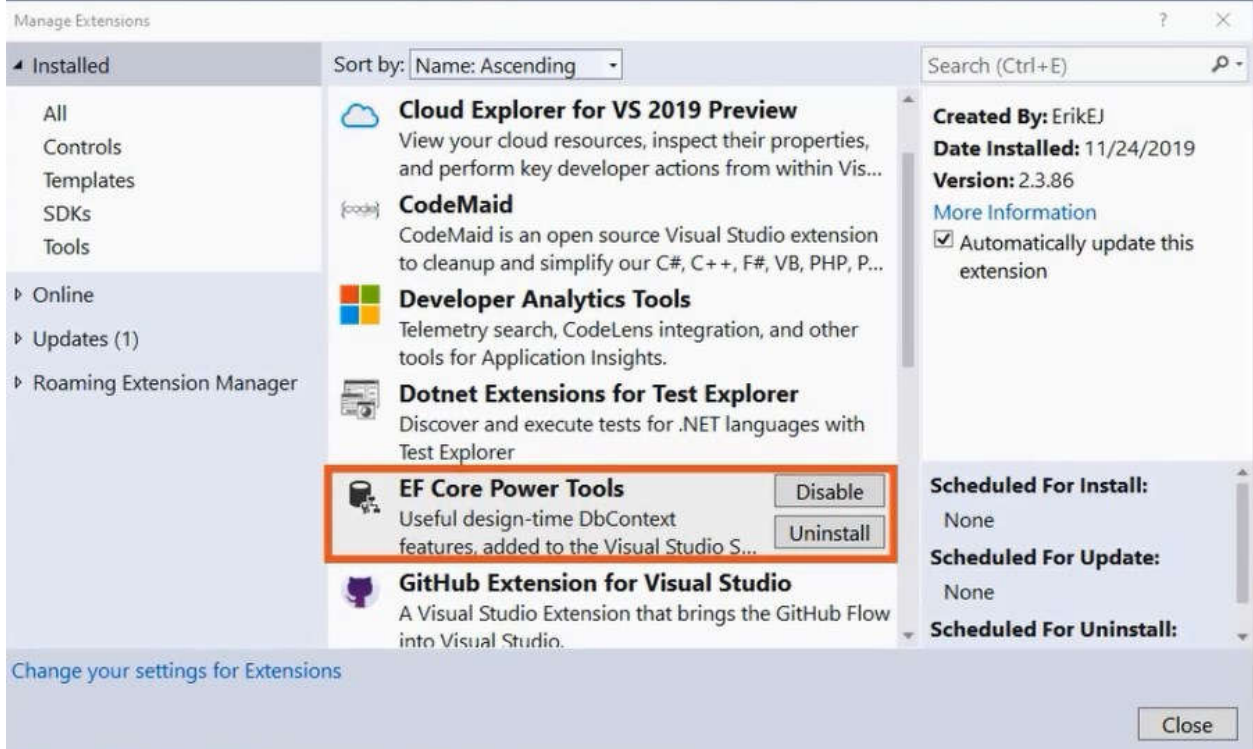 Manage Extensions
?
Installed
All
Controls
Templates
SDKs
Tools
Online
Updates (1)
Roaming Extension Manager
Sort by: Name: Ascending
Cloud Explorer for VS 2019 Preview
View your cloud resources, inspect their properties,
and perform key developer actions from within Vis...
{code}
CodeMaid
CodeMaid is an open source Visual Studio extension
to cleanup and simplify our C#, C++, F#, VB, PHP, P...
Developer Analytics Tools
Telemetry search, CodeLens integration, and other
tools for Application Insights.
Dotnet Extensions for Test Explorer
Discover and execute tests for .NET languages with
Test Explorer
EF Core Power Tools
Useful design-time DbContext
features, added to the Visual Studio S...
Disable
Uninstall
GitHub Extension for Visual Studio
A Visual Studio Extension that brings the GitHub Flow
into Visual Studio.
Search (Ctrl+E)
Created By: ErikEJ
Date Installed: 11/24/2019
Version: 2.3.86
More Information
Automatically update this
extension
Scheduled For Install:
None
Scheduled For Update:
None
Scheduled For Uninstall:
Change your settings for Extensions
Close